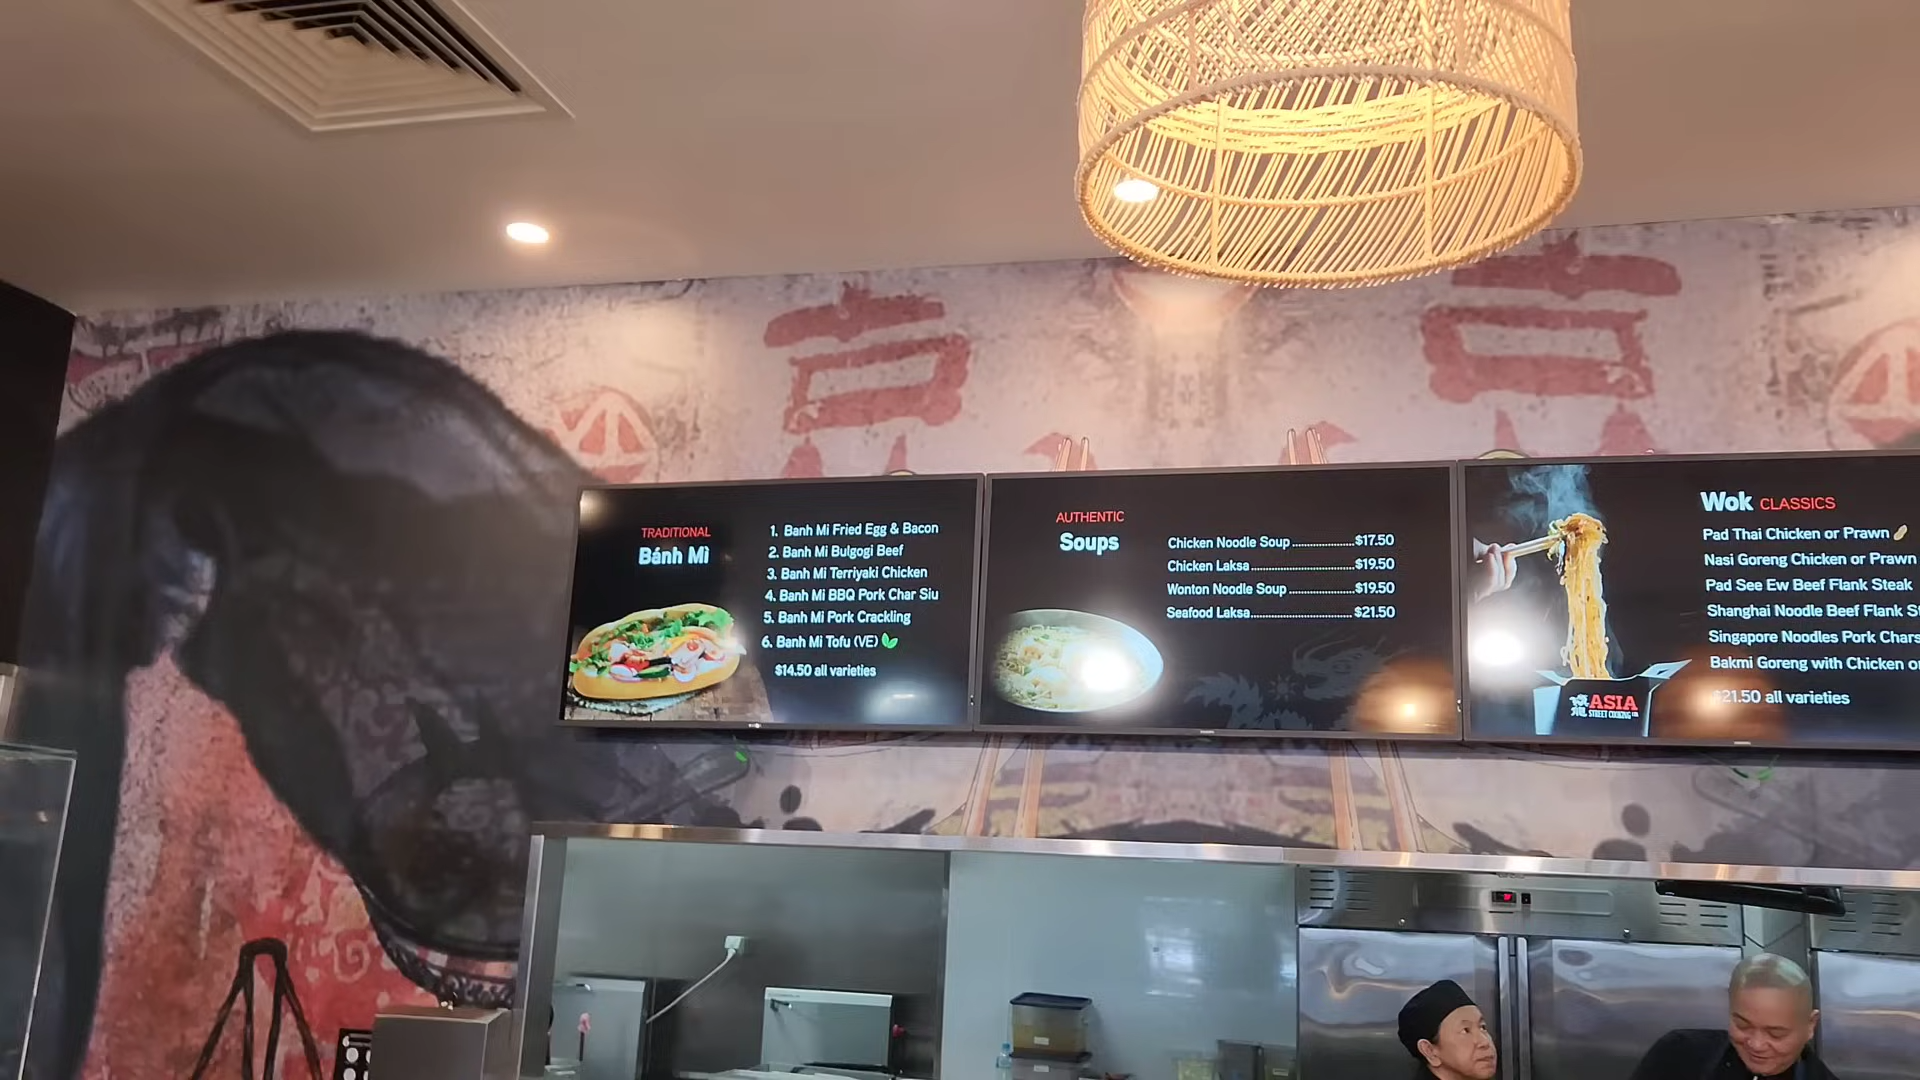 TRADITIONAL
Bánh Mì
1. Banh Mi Fried Egg & Bacon
2. Banh Mi Bulgogi Beef
3. Banh Mi Terriyaki Chicken
4. Banh Mi BBQ Pork Char Siu
5. Banh Mi Pork Crackling
6. Banh Mi Tofu (VE)
$14.50 all varieties
AUTHENTIC
Soups
Chicken Noodle Soup ................ $17.50
Chicken Laksa ........................... $19.50
Wonton Noodle Soup ................. $19.50
Seafood Laksa ........................... $21.50
Wok CLASSICS
Pad Thai Chicken or Prawn
Nasi Goreng Chicken or Prawn
Pad See Ew Beef Flank Steak
Shanghai Noodle Beef Flank
Singapore Noodles Pork Chars
Bakmi Goreng with Chicken
$21.50 all varieties
ASIA
STREET COOKING